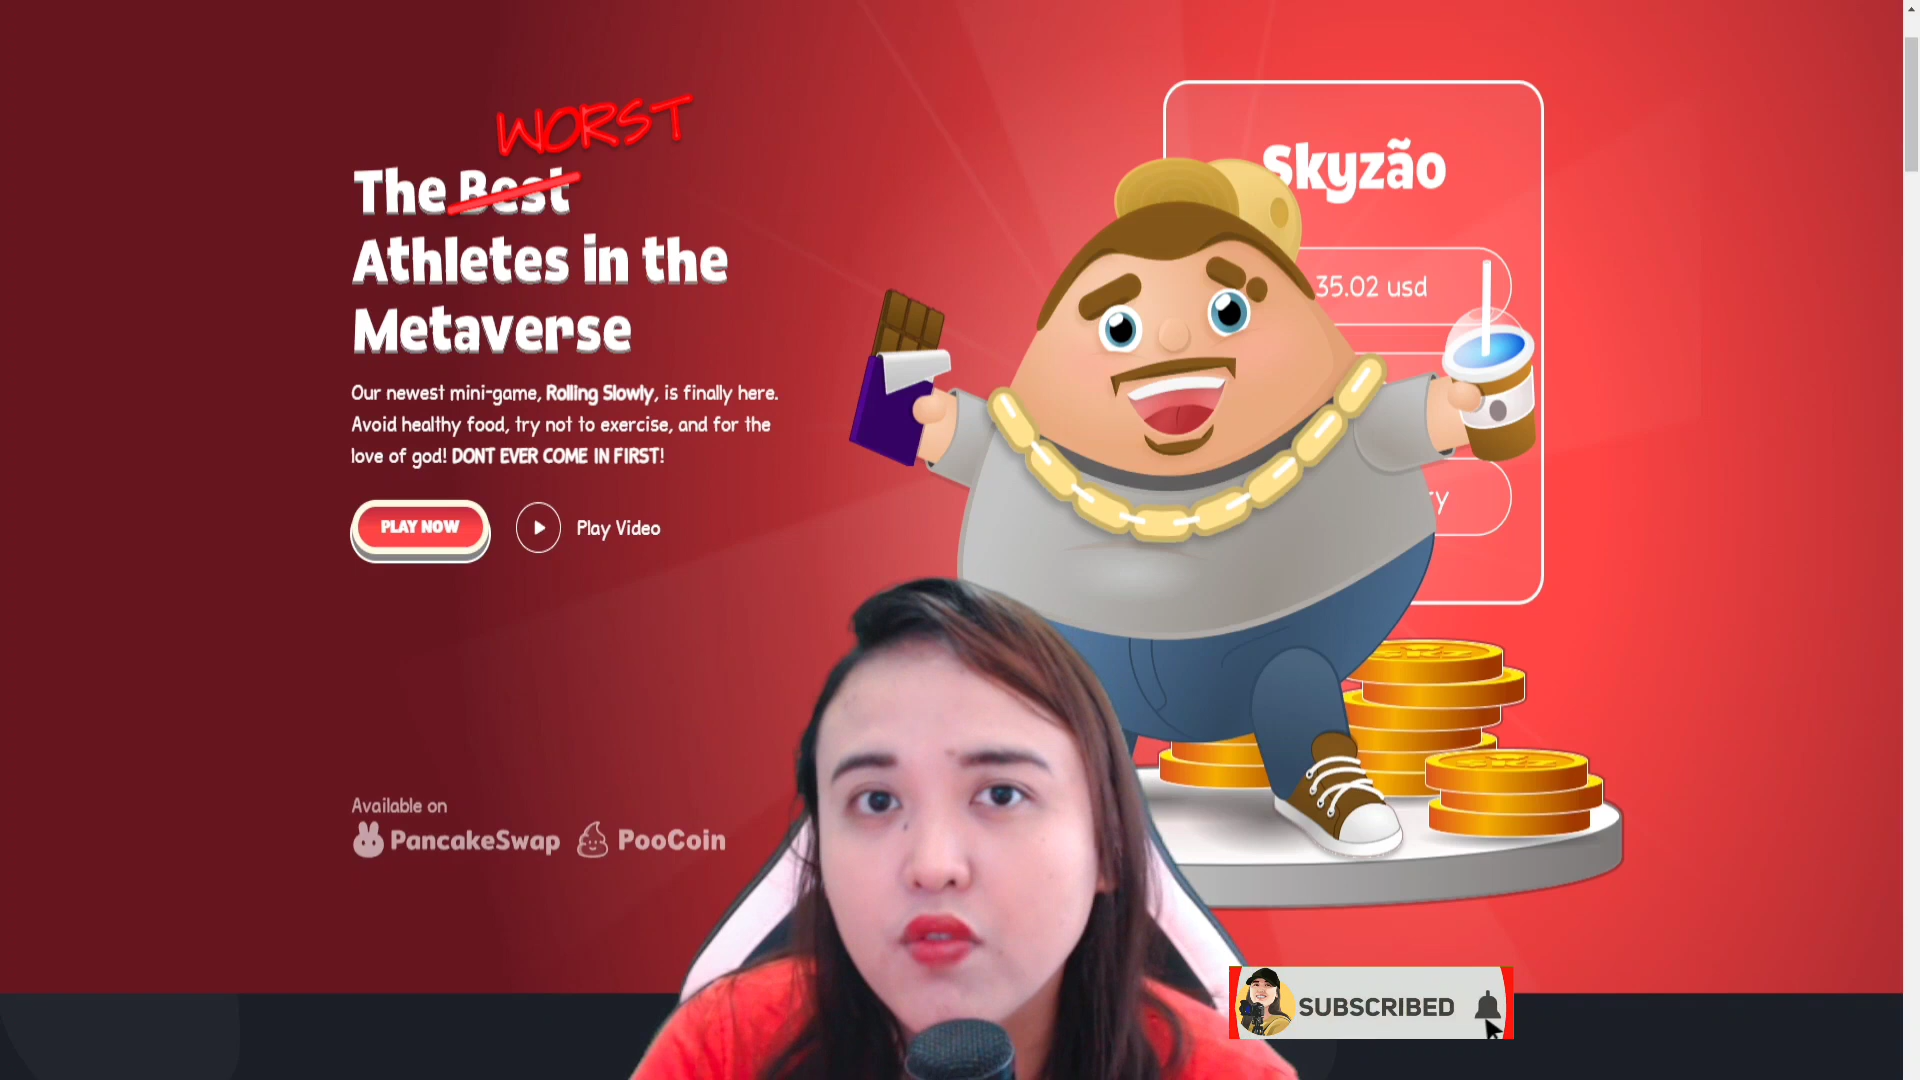 WORST
The Best
Athletes in the
Metaverse
Our newest mini-game, Rolling Slowly, is finally here.
Avoid healthy food, try not to exercise, and for the
love of god! DONT EVER COME IN FIRST!
PLAY NOW
Play Video
Available on
PancakeSwap
PooCoin
Skyzão
35.02 usd
SUBSCRIBED